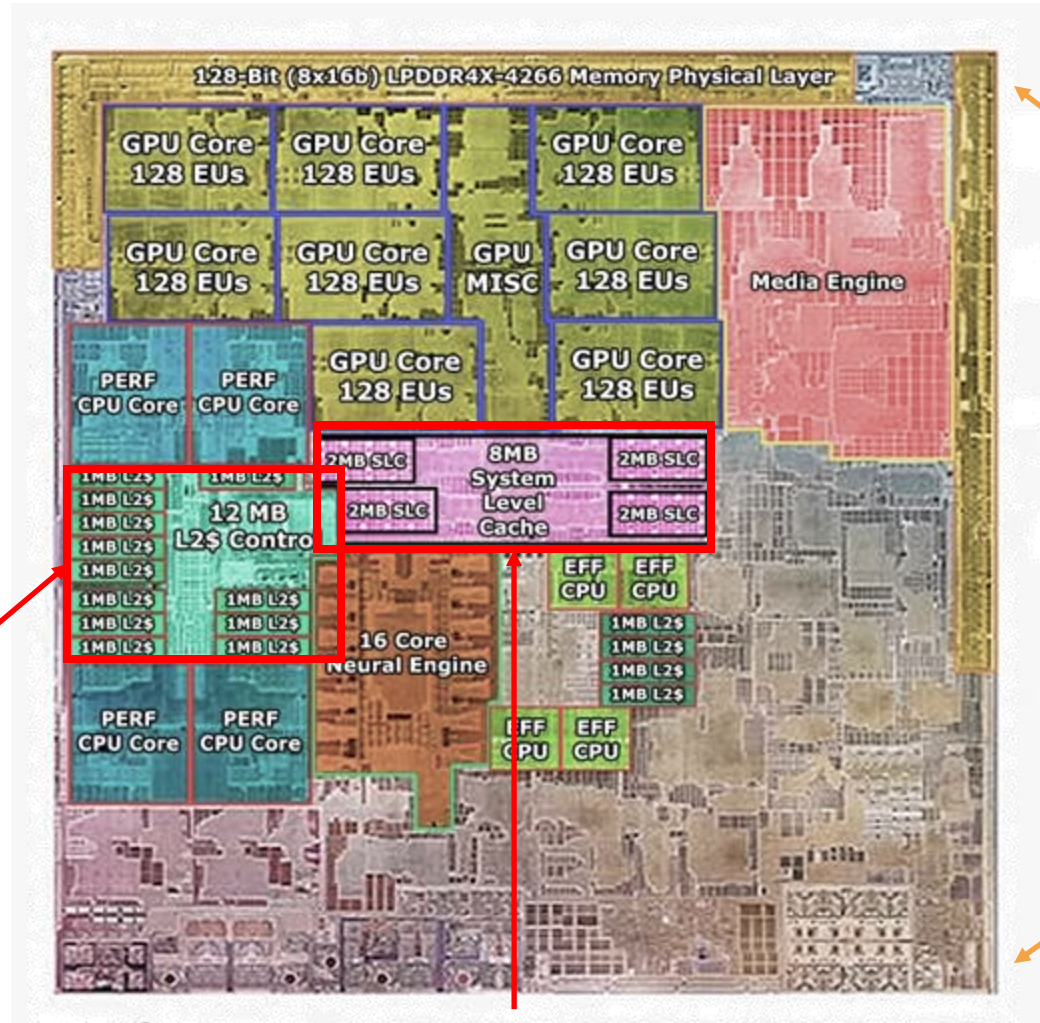 128-Bit (8x16b) LPDDR4X-4266 Memory Physical Layer
GPU Core
128 EUs
GPU Core
128 EUs
GPU Core
128 EUs
GPU Core
128 EUs
GPU Core
128 EUs
GPU
MISC
GPU Core
128 EUs
Media Engine
PERF
CPU Core
PERF
CPU Core
GPU Core
128 EUs
GPU Core
128 EUs
1MB L2$
1MB L2$
1MB L2$
1MB L2$
1MB L2$
1MB L2$
1MB L2$
1MB L2$
1MB L2$
12 MB
L2$ Contro
1MB L2$
1MB L2$
1MB L2$
2MB SLC
2MB SLC
8MB
System
Level
Cache
2MB SLC
2MB SLC
16 Core
Neural Engine
EFF
CPU
EFF
CPU
1MB L2$
1MB L2$
1MB L2$
1MB L2$
PERF
CPU Core
PERF
CPU Core
EFF
CPU
EFF
CPU